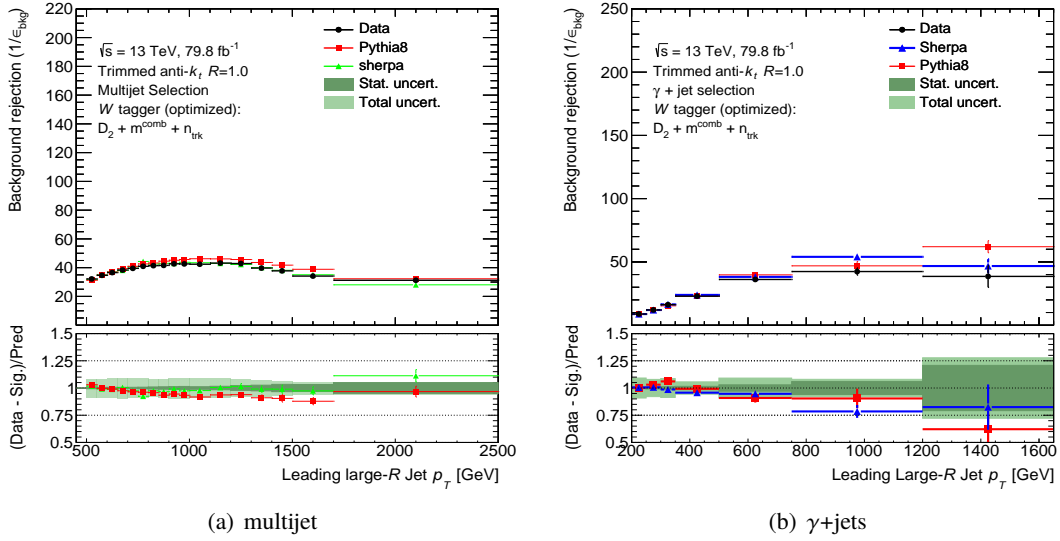 Background rejection (1/ε_bkg)
220
200
180
160
140
120
100
80
60
40
20
√s = 13 TeV, 79.8 fb⁻¹
Trimmed anti-k_t R=1.0
Multijet Selection
W tagger (optimized):
D₂ + m^comb + n_trk
Data
Pythia8
sherpa
Stat. uncert.
Total uncert.
(Data - Sig.)/Pred
1.5
1.25
1
0.75
0.5
500 1000 1500 2000 2500
Leading large-R Jet p_T [GeV]
(a) multijet
Background rejection (1/ε_bkg)
250
200
150
100
50
√s = 13 TeV, 79.8 fb⁻¹
Trimmed anti-k_t R=1.0
γ + jet selection
W tagger (optimized):
D₂ + m^comb + n_trk
Data
Sherpa
Pythia8
Stat. uncert.
Total uncert.
(Data - Sig.)/Pred
1.5
1.25
1
0.75
0.5
200 400 600 800 1000 1200 1400 1600
Leading Large-R Jet p_T [GeV]
(b) γ+jets